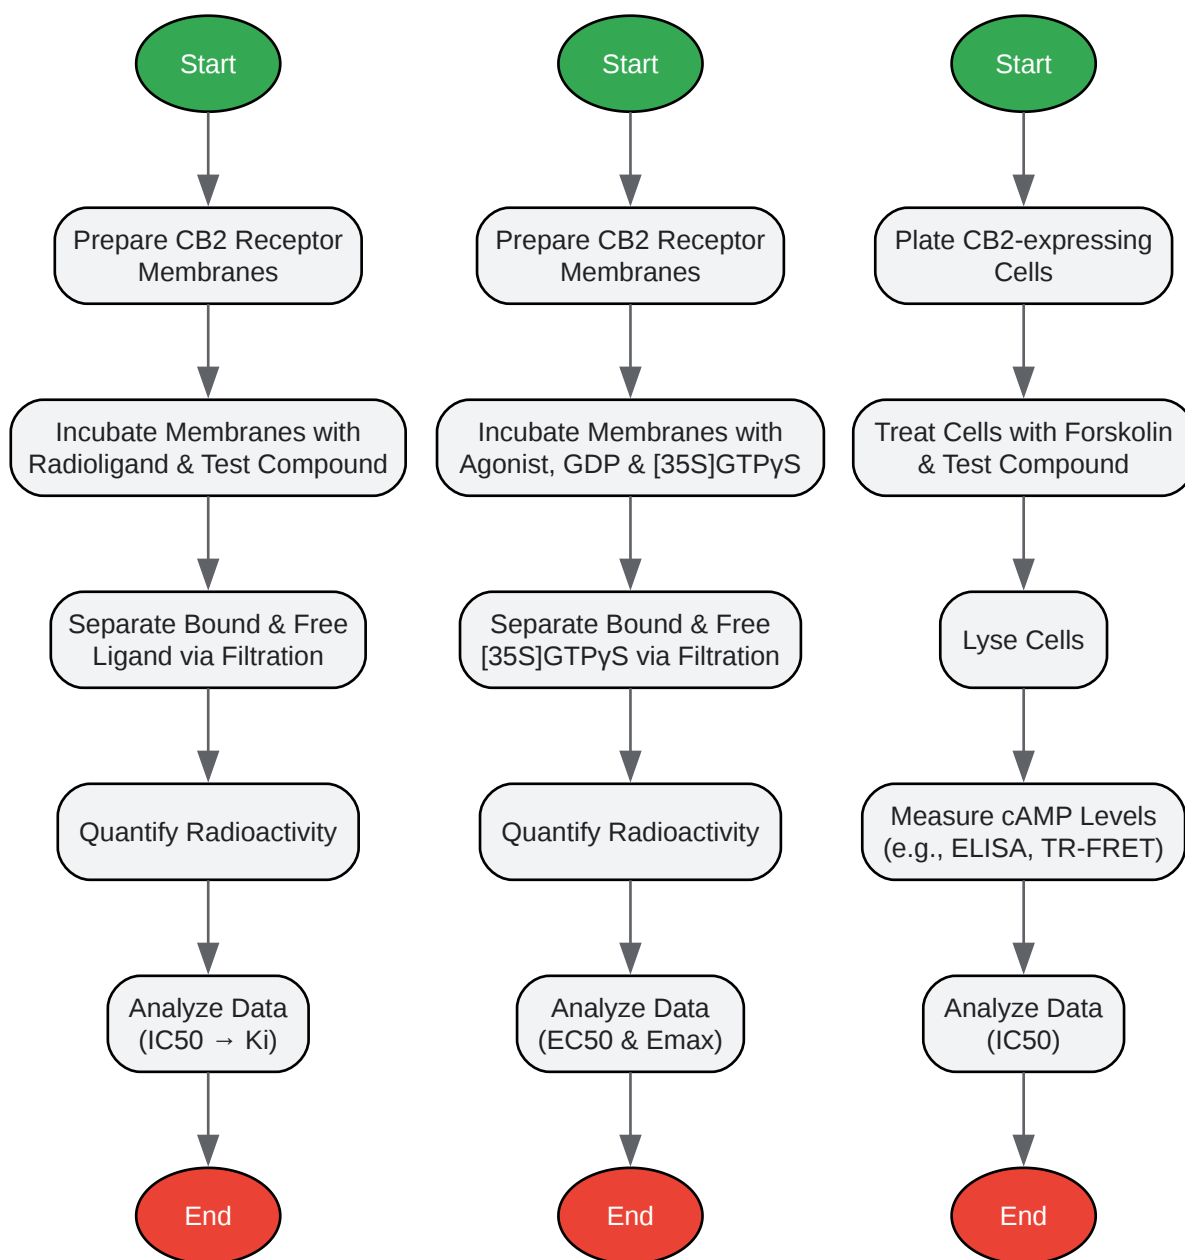 Start
Prepare CB2 Receptor
Membranes
Incubate Membranes with
Radioligand & Test Compound
Separate Bound & Free
Ligand via Filtration
Quantify Radioactivity
Analyze Data
(IC50 → Ki)
End
Start
Prepare CB2 Receptor
Membranes
Incubate Membranes with
Agonist, GDP & [35S]GTPγS
Separate Bound & Free
[35S]GTPγS via Filtration
Quantify Radioactivity
Analyze Data
(EC50 & Emax)
End
Start
Plate CB2-expressing
Cells
Treat Cells with Forskolin
& Test Compound
Lyse Cells
Measure cAMP Levels
(e.g., ELISA, TR-FRET)
Analyze Data
(IC50)
End